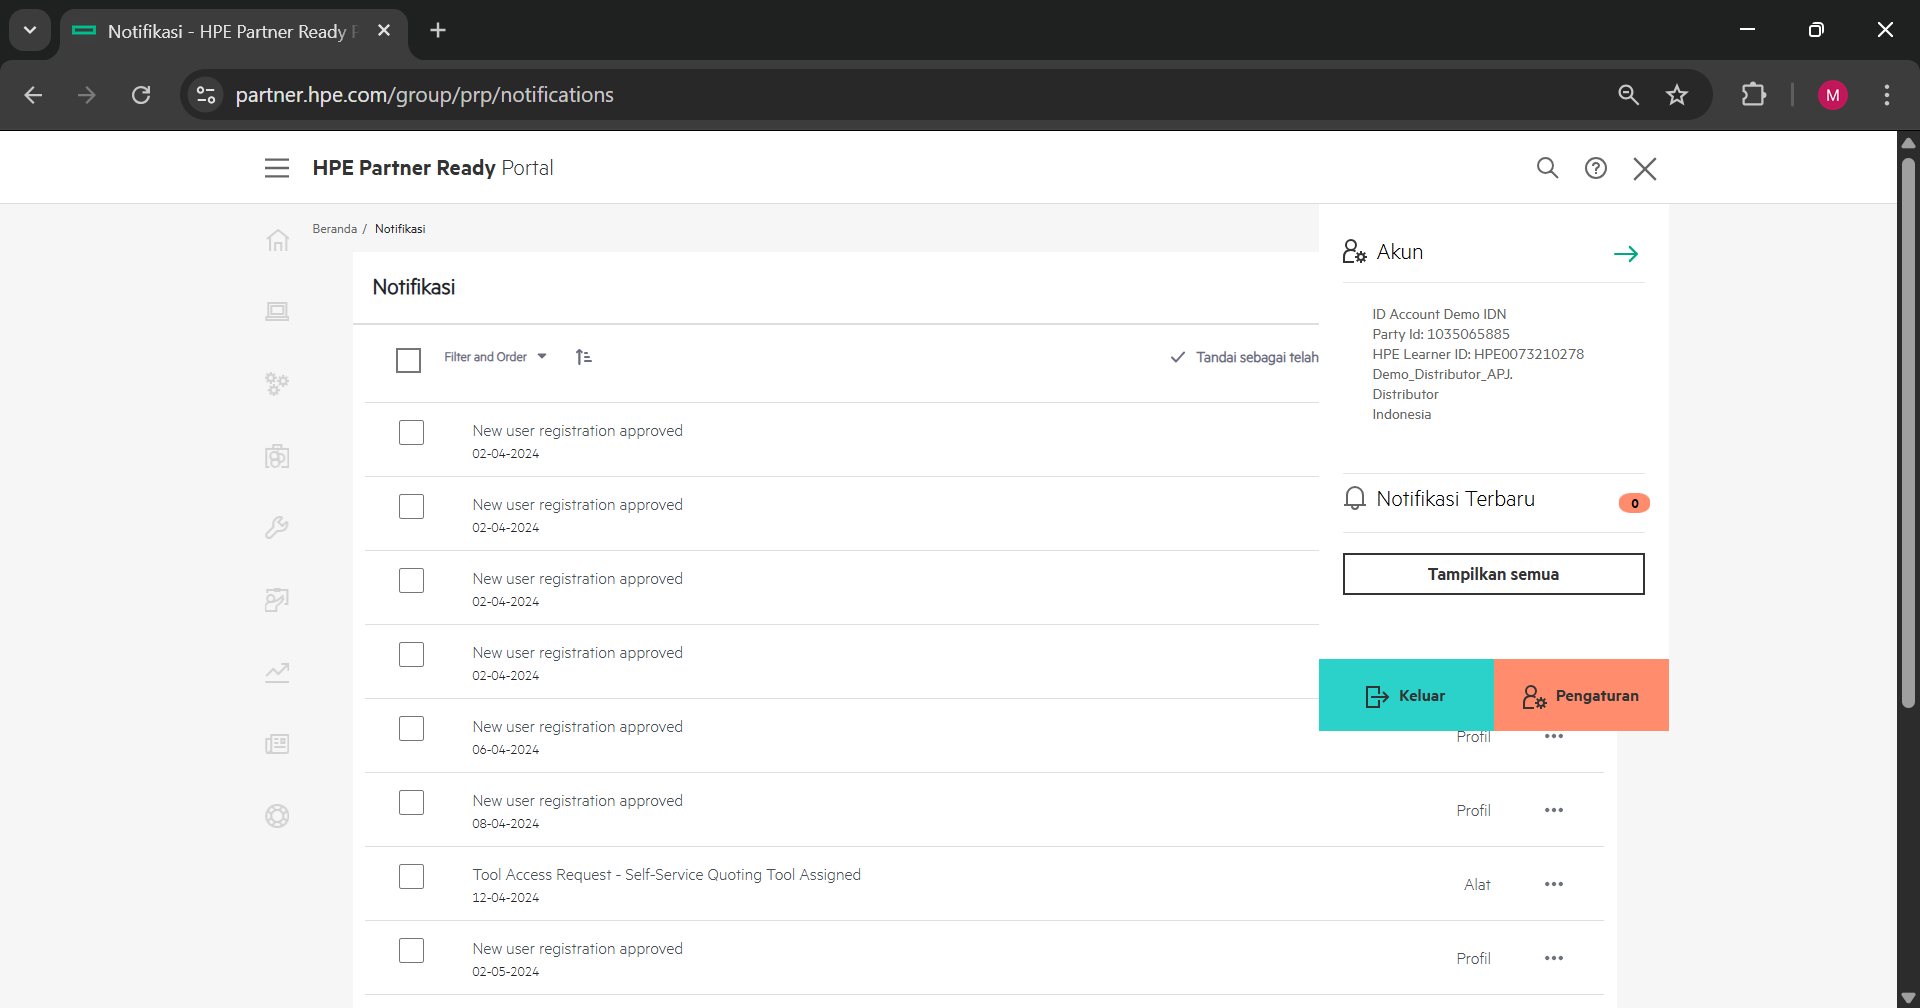 Notifikasi - HPE Partner Ready P
partner.hpe.com/group/prp/notifications
M
HPE Partner Ready Portal
Beranda / Notifikasi
Notifikasi
Filter and Order
Tandai sebagai telah
New user registration approved
02-04-2024
New user registration approved
02-04-2024
New user registration approved
02-04-2024
New user registration approved
02-04-2024
New user registration approved
06-04-2024
Profil
New user registration approved
08-04-2024
Profil
Tool Access Request - Self-Service Quoting Tool Assigned
12-04-2024
Alat
New user registration approved
02-05-2024
Profil
Akun
ID Account Demo IDN
Party Id: 1035065885
HPE Learner ID: HPE0073210278
Demo_Distributor_APJ.
Distributor
Indonesia
Notifikasi Terbaru
0
Tampilkan semua
Keluar
Pengaturan